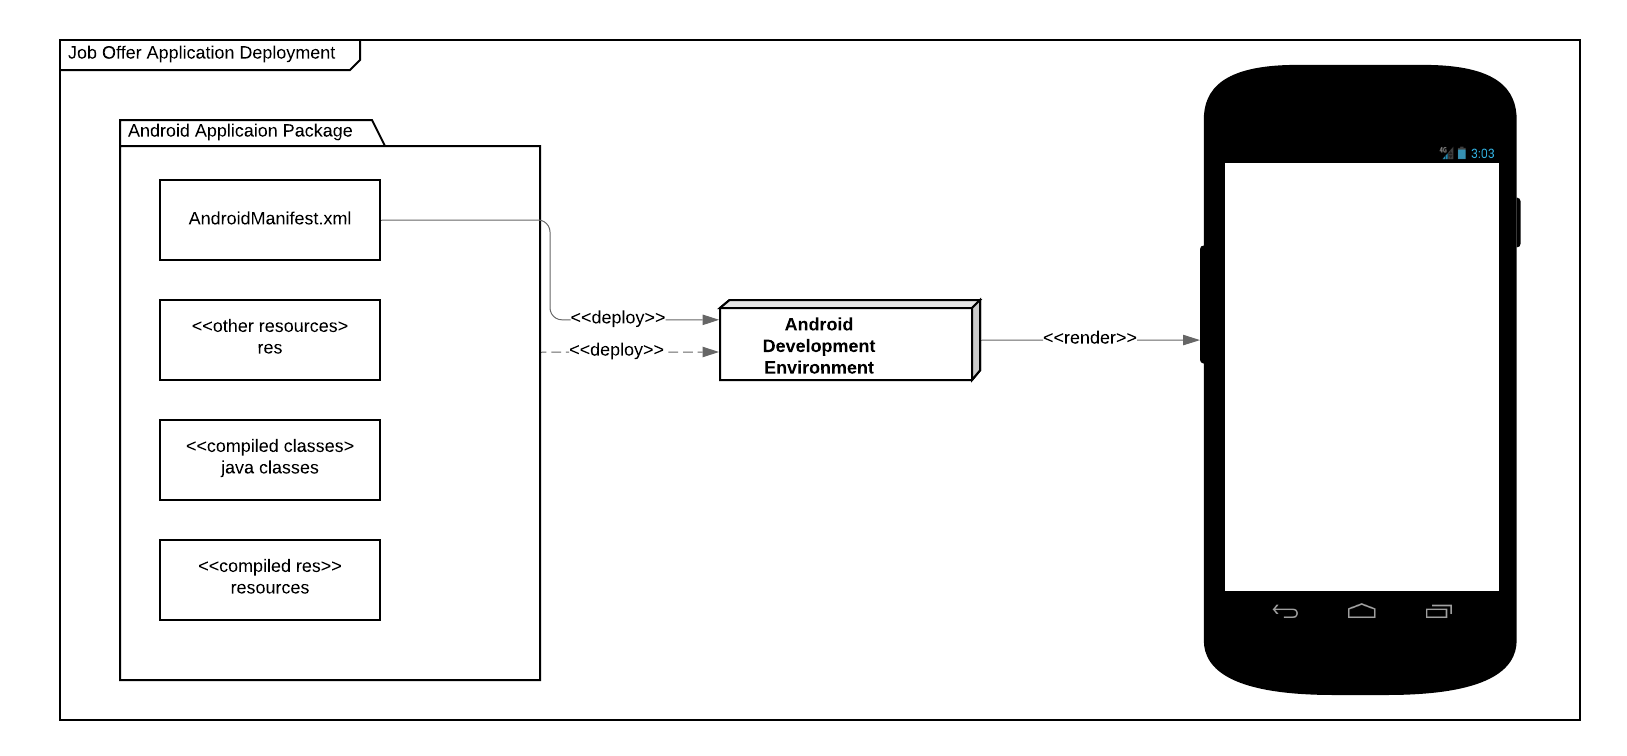 Job Offer Application Deployment
Android Applicaion Package
4G 3:03
AndroidManifest.xml
<<other resources>
res
<<deploy>>
<<deploy>>
Android
Development
Environment
<<render>>
<<compiled classes>
java classes
<<compiled res>>
resources